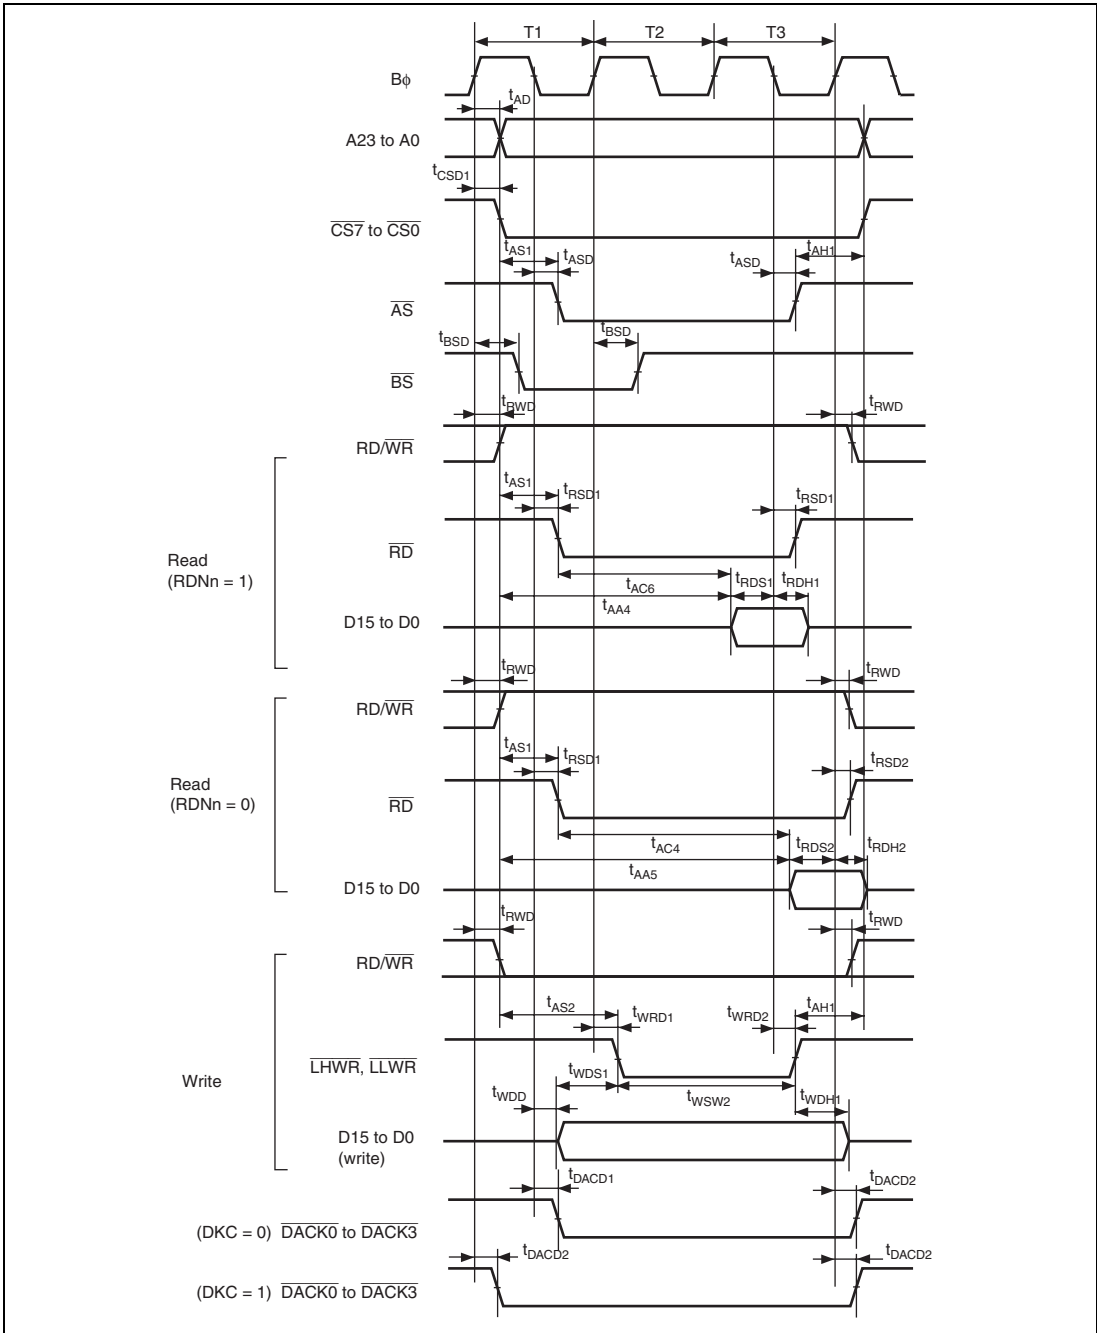 T1 T2 T3
Bϕ
tAD
A23 to A0
tCSD1
CS7 to CS0
tAS1 tASD tASD tAH1
AS
tBSD tBSD
BS
tRWD tRWD
RD/WR
tAS1 tRSD1 tRSD1
RD
Read
(RDNn = 1)
tAC6 tRDS1 tRDH1
tAA4
D15 to D0
tRWD tRWD
RD/WR
tAS1 tRSD1 tRSD2
Read
(RDNn = 0)
RD
tAC4 tRDS2 tRDH2
tAA5
D15 to D0
tRWD tRWD
RD/WR
tAS2 tWRD1 tWRD2 tAH1
LHWR, LLWR
Write
tWDD tWDS1 tWSW2 tWDH1
D15 to D0
(write)
tDACD1 tDACD2
(DKC = 0) DACK0 to DACK3
tDACD2 tDACD2
(DKC = 1) DACK0 to DACK3